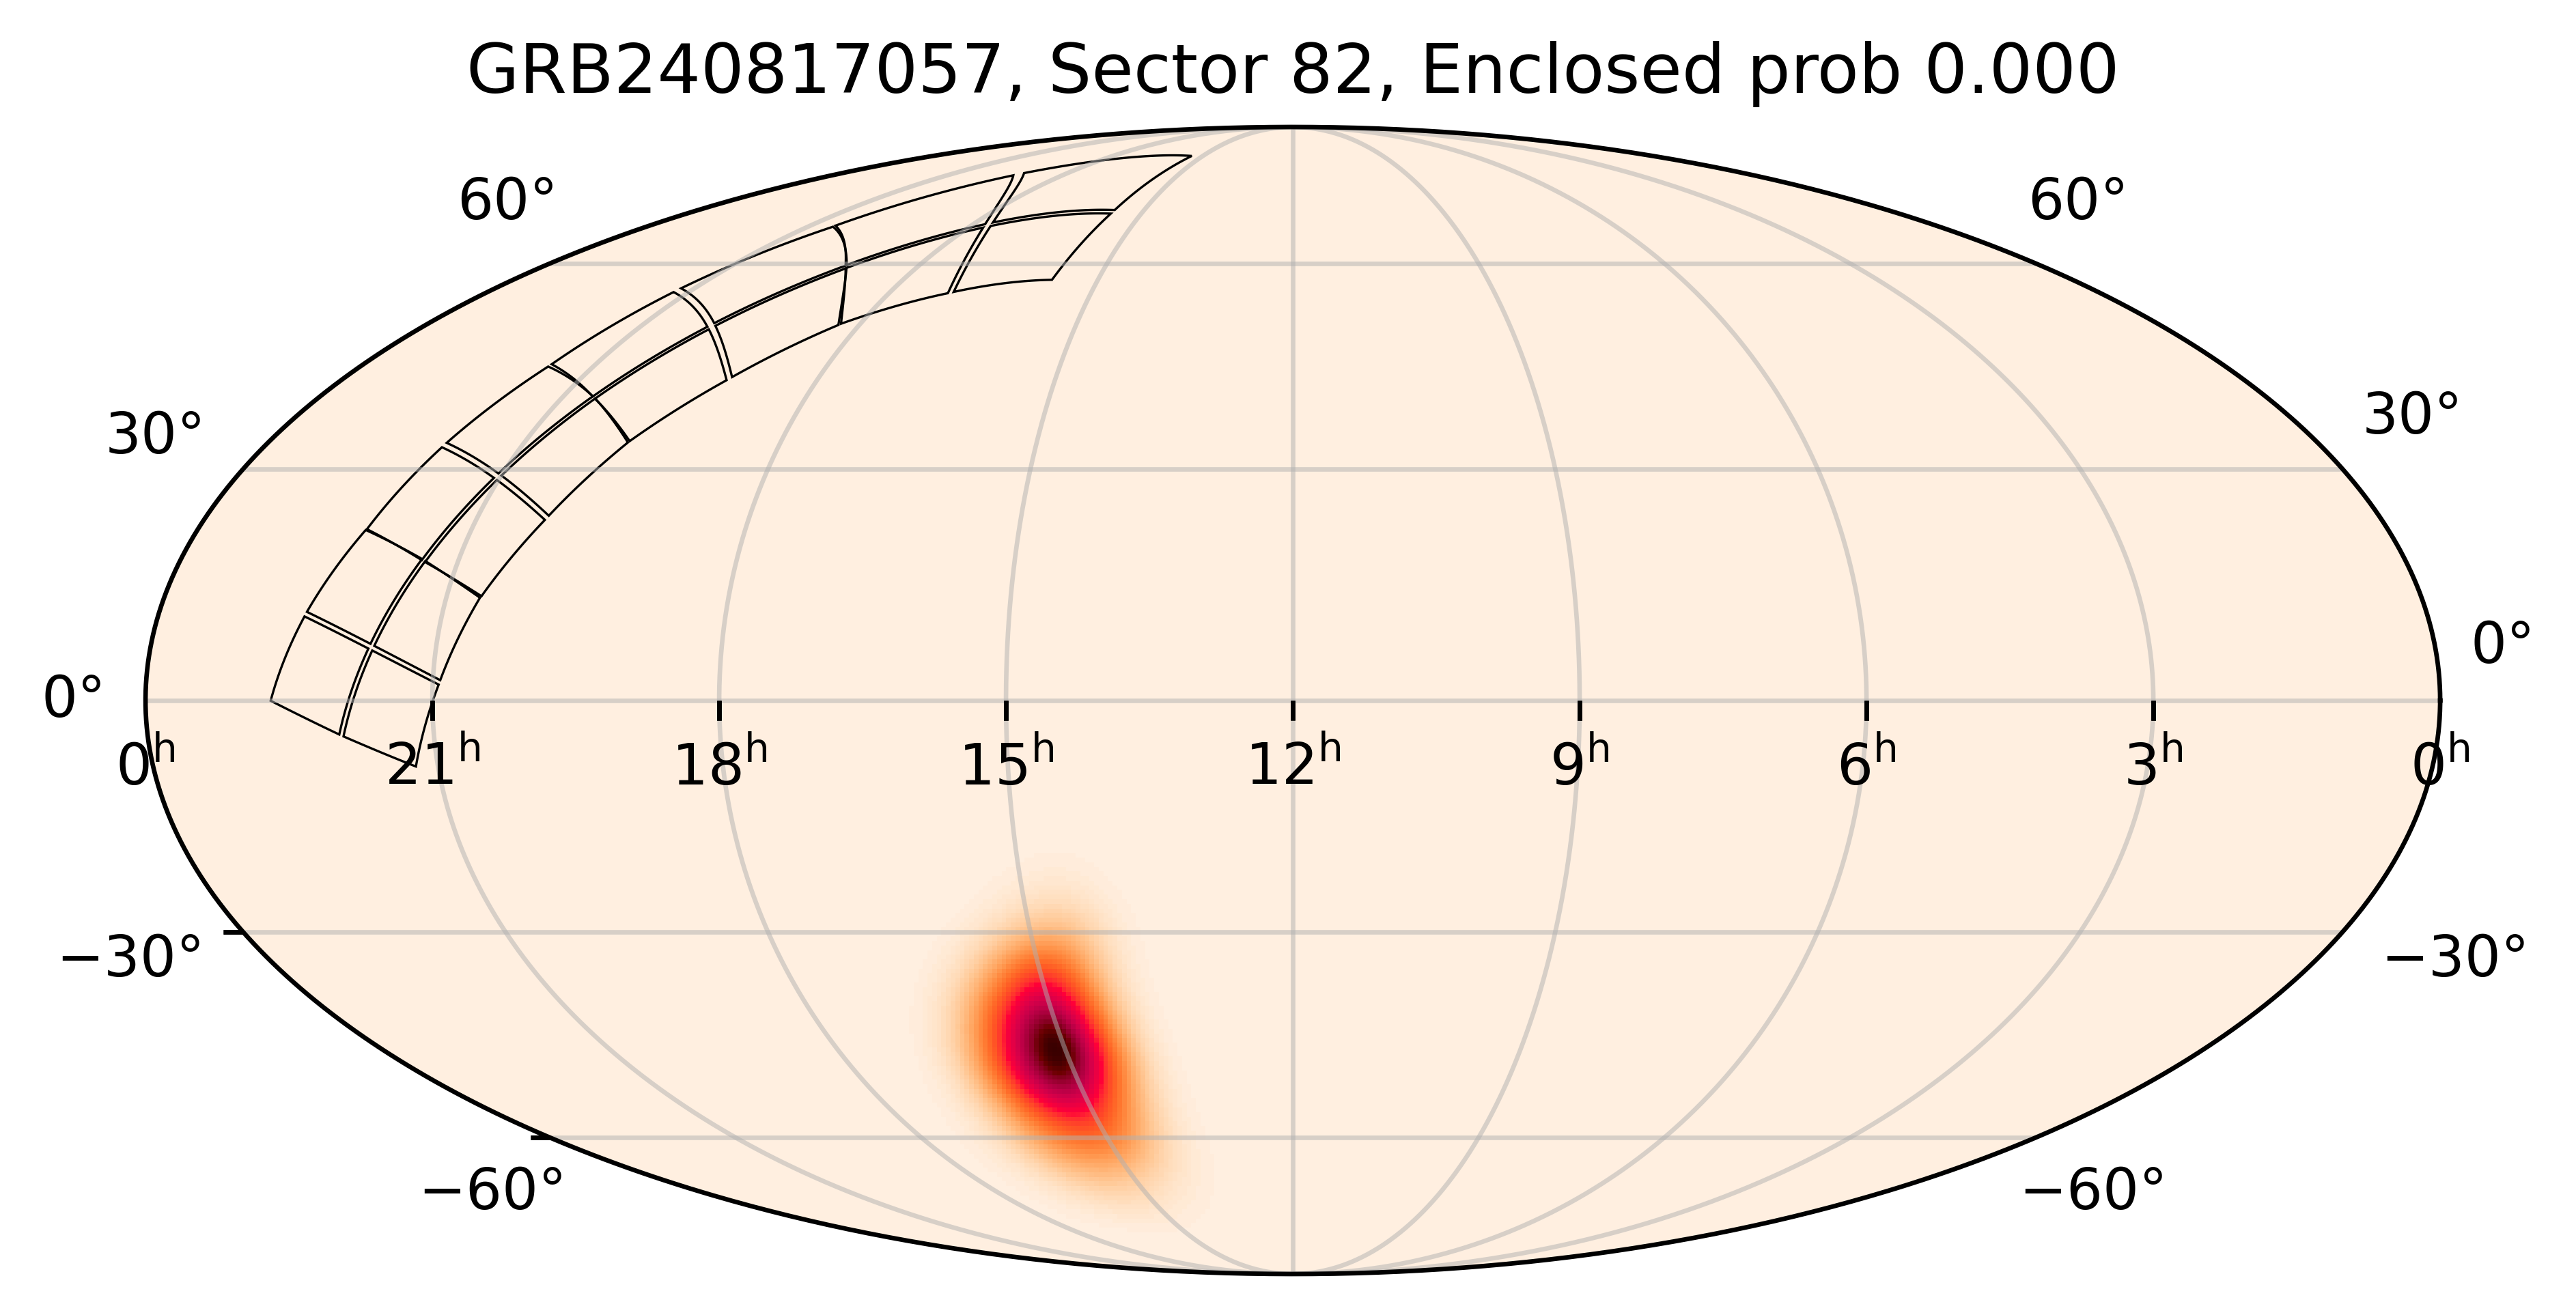 GRB240817057, Sector 82, Enclosed prob 0.000
60° 60°
30° 30°
0° 0°
0ʰ 21ʰ 18ʰ 15ʰ 12ʰ 9ʰ 6ʰ 3ʰ 0ʰ
−30° −30°
−60° −60°